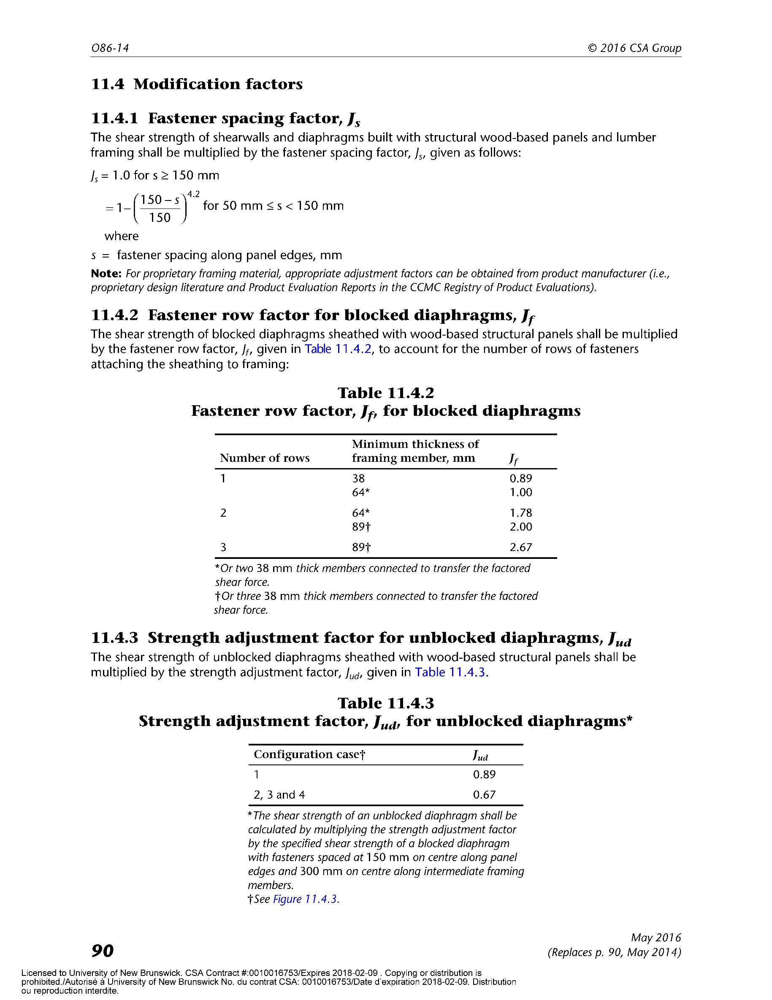 O86-14 © 2016 CSA Group
11.4 Modification factors
11.4.1 Fastener spacing factor, Js
The shear strength of shearwalls and diaphragms built with structural wood-based panels and lumber
framing shall be multiplied by the fastener spacing factor, Js, given as follows:
Js = 1.0 for s ≥ 150 mm
= 1–((150 – s)/150)^4.2 for 50 mm ≤ s < 150 mm
where
s = fastener spacing along panel edges, mm
Note: For proprietary framing material, appropriate adjustment factors can be obtained from product manufacturer (i.e.,
proprietary design literature and Product Evaluation Reports in the CCMC Registry of Product Evaluations).
11.4.2 Fastener row factor for blocked diaphragms, Jf
The shear strength of blocked diaphragms sheathed with wood-based structural panels shall be multiplied
by the fastener row factor, Jf, given in Table 11.4.2, to account for the number of rows of fasteners
attaching the sheathing to framing:
Table 11.4.2
Fastener row factor, Jf, for blocked diaphragms
Minimum thickness of
Number of rows framing member, mm Jf
1 38 0.89
64* 1.00
2 64* 1.78
89† 2.00
3 89† 2.67
*Or two 38 mm thick members connected to transfer the factored
shear force.
†Or three 38 mm thick members connected to transfer the factored
shear force.
11.4.3 Strength adjustment factor for unblocked diaphragms, Jud
The shear strength of unblocked diaphragms sheathed with wood-based structural panels shall be
multiplied by the strength adjustment factor, Jud, given in Table 11.4.3.
Table 11.4.3
Strength adjustment factor, Jud, for unblocked diaphragms*
Configuration case† Jud
1 0.89
2, 3 and 4 0.67
*The shear strength of an unblocked diaphragm shall be
calculated by multiplying the strength adjustment factor
by the specified shear strength of a blocked diaphragm
with fasteners spaced at 150 mm on centre along panel
edges and 300 mm on centre along intermediate framing
members.
†See Figure 11.4.3.
May 2016
90 (Replaces p. 90, May 2014)
Licensed to University of New Brunswick. CSA Contract #:0010016753/Expires 2018-02-09 . Copying or distribution is
prohibited./Autorisé à University of New Brunswick No. du contrat CSA: 0010016753/Date d'expiration 2018-02-09. Distribution
ou reproduction interdite.